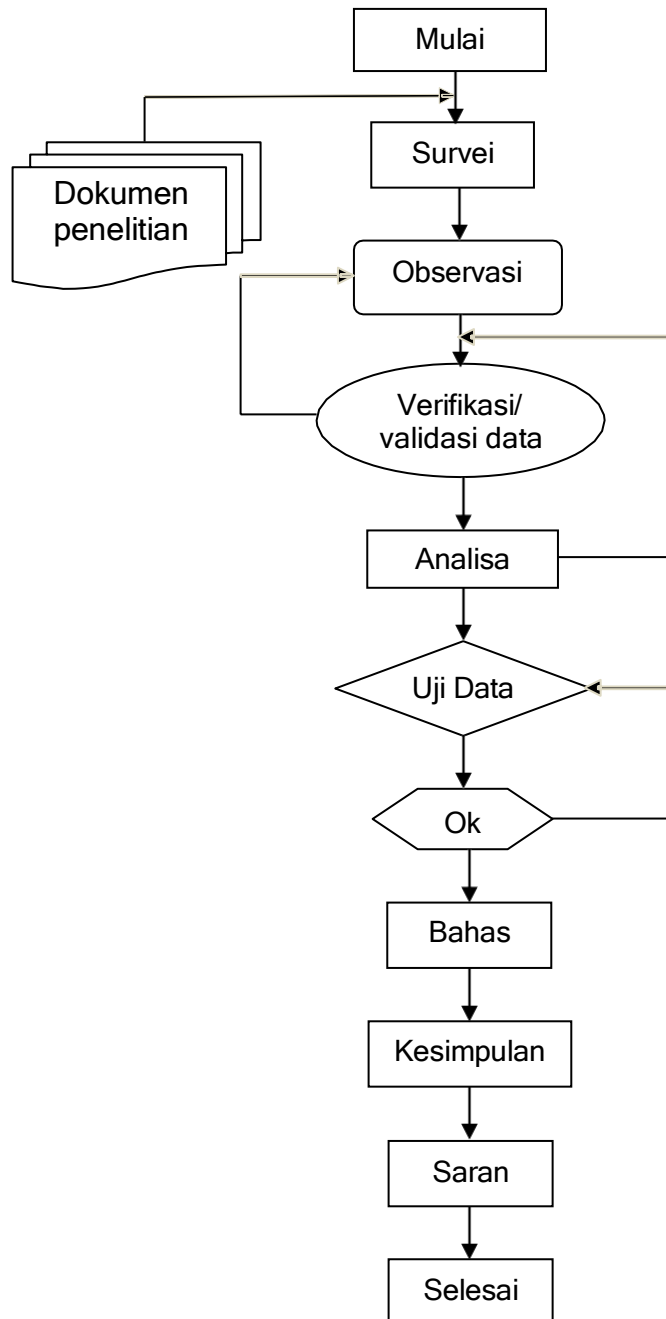 Mulai
Survei
Dokumen
penelitian
Observasi
Verifikasi/
validasi data
Analisa
Uji Data
Ok
Bahas
Kesimpulan
Saran
Selesai